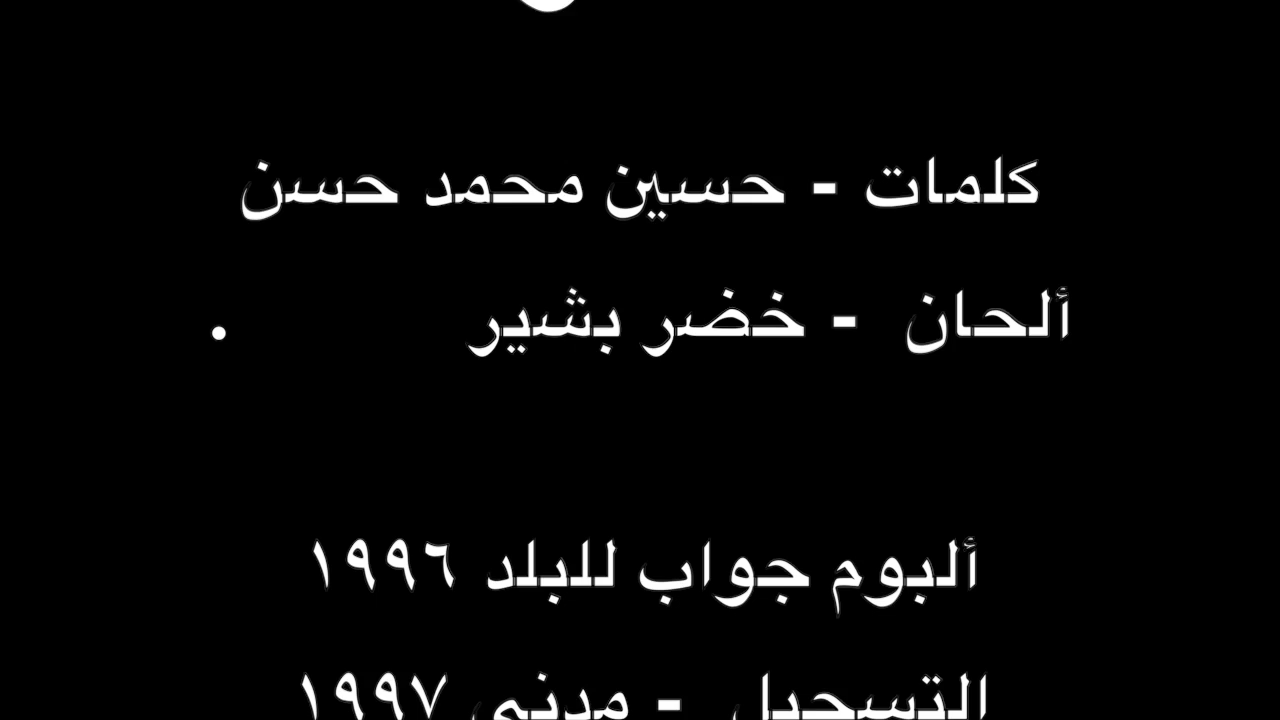 كلمات - حسين محمد حسن
ألحان - خضر بشير .
ألبوم جواب للبلد ١٩٩٦
التسجيل - مدني ١٩٩٧